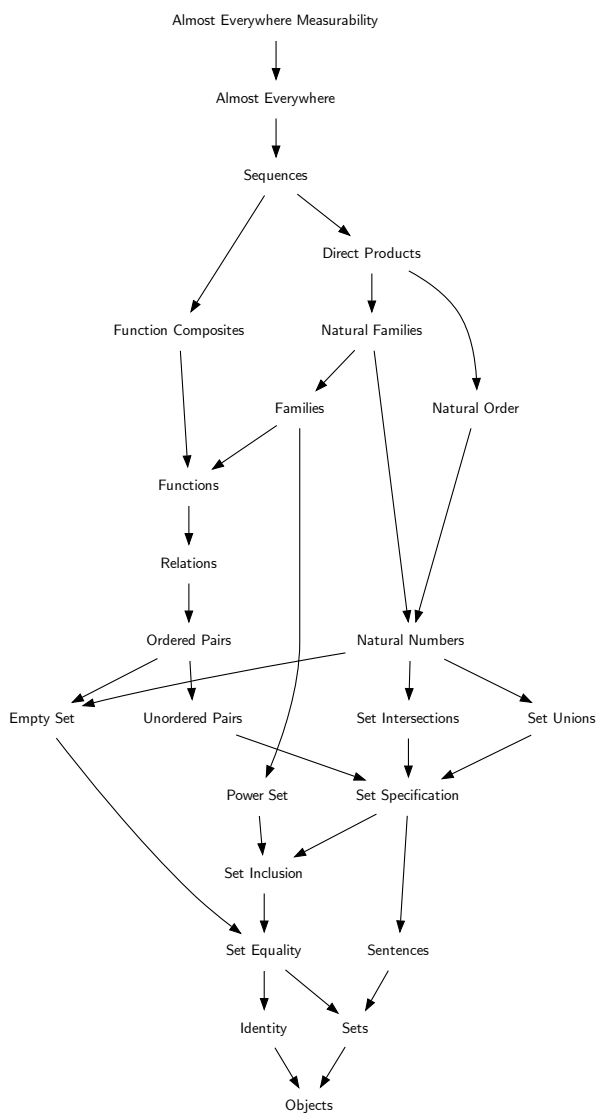 Almost Everywhere Measurability
Almost Everywhere
Sequences
Direct Products
Function Composites
Natural Families
Families
Natural Order
Functions
Relations
Ordered Pairs
Natural Numbers
Empty Set
Unordered Pairs
Set Intersections
Set Unions
Power Set
Set Specification
Set Inclusion
Set Equality
Sentences
Identity
Sets
Objects